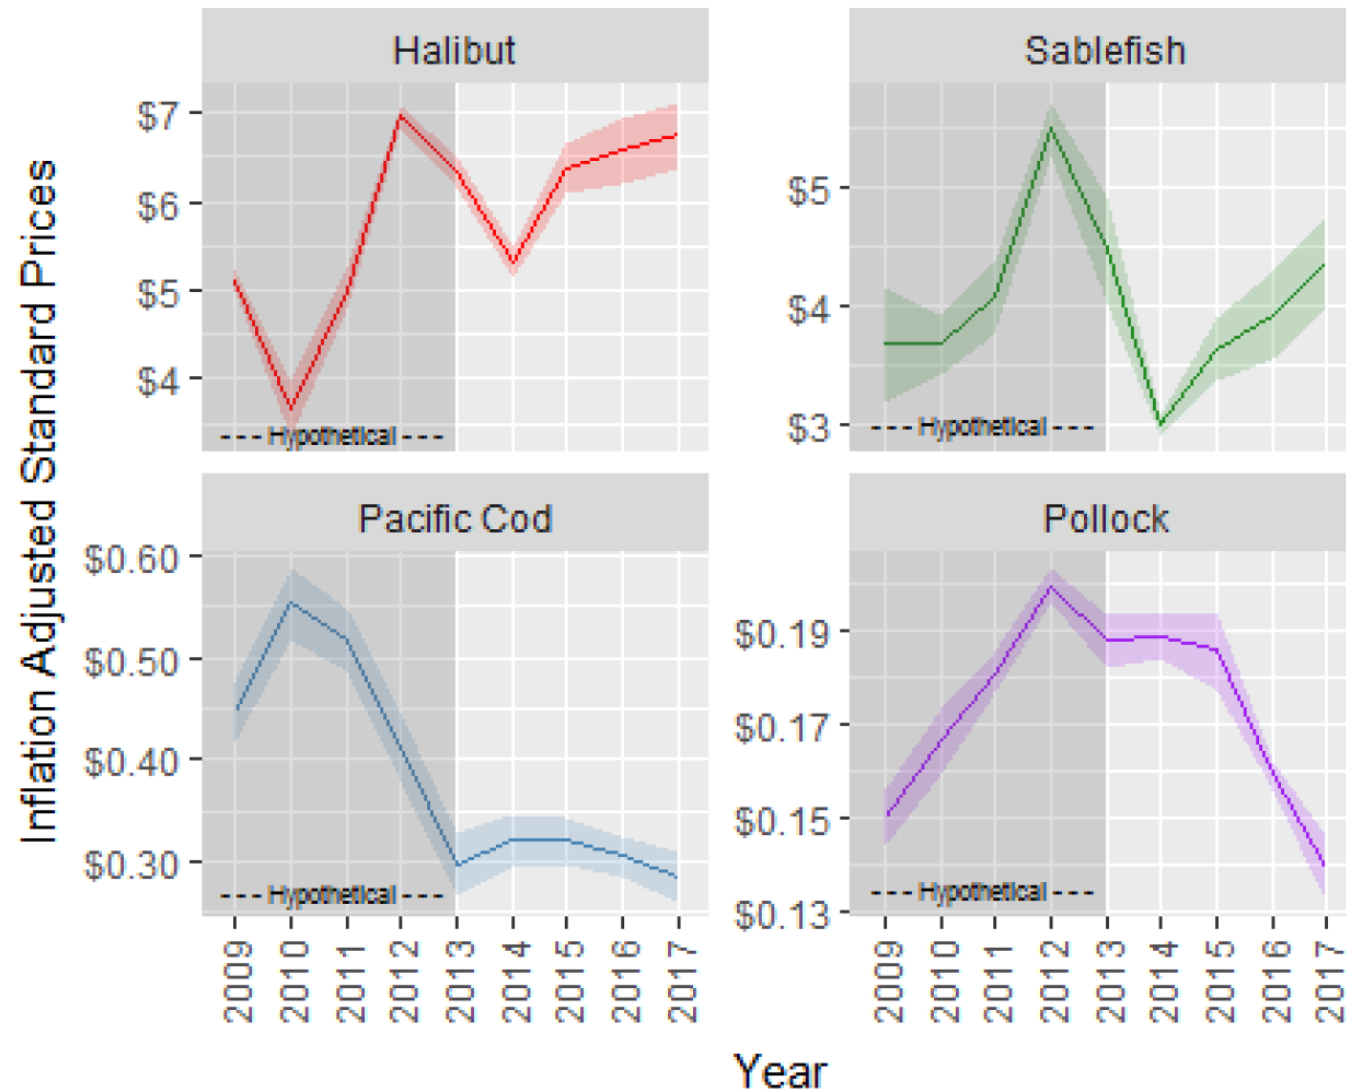 Inflation Adjusted Standard Prices
Halibut
$7
$6
$5
$4
--- Hypothetical ---
Sablefish
$5
$4
$3
--- Hypothetical ---
Pacific Cod
$0.60
$0.50
$0.40
$0.30
--- Hypothetical ---
2009 2010 2011 2012 2013 2014 2015 2016 2017
Pollock
$0.19
$0.17
$0.15
$0.13
--- Hypothetical ---
2009 2010 2011 2012 2013 2014 2015 2016 2017
Year